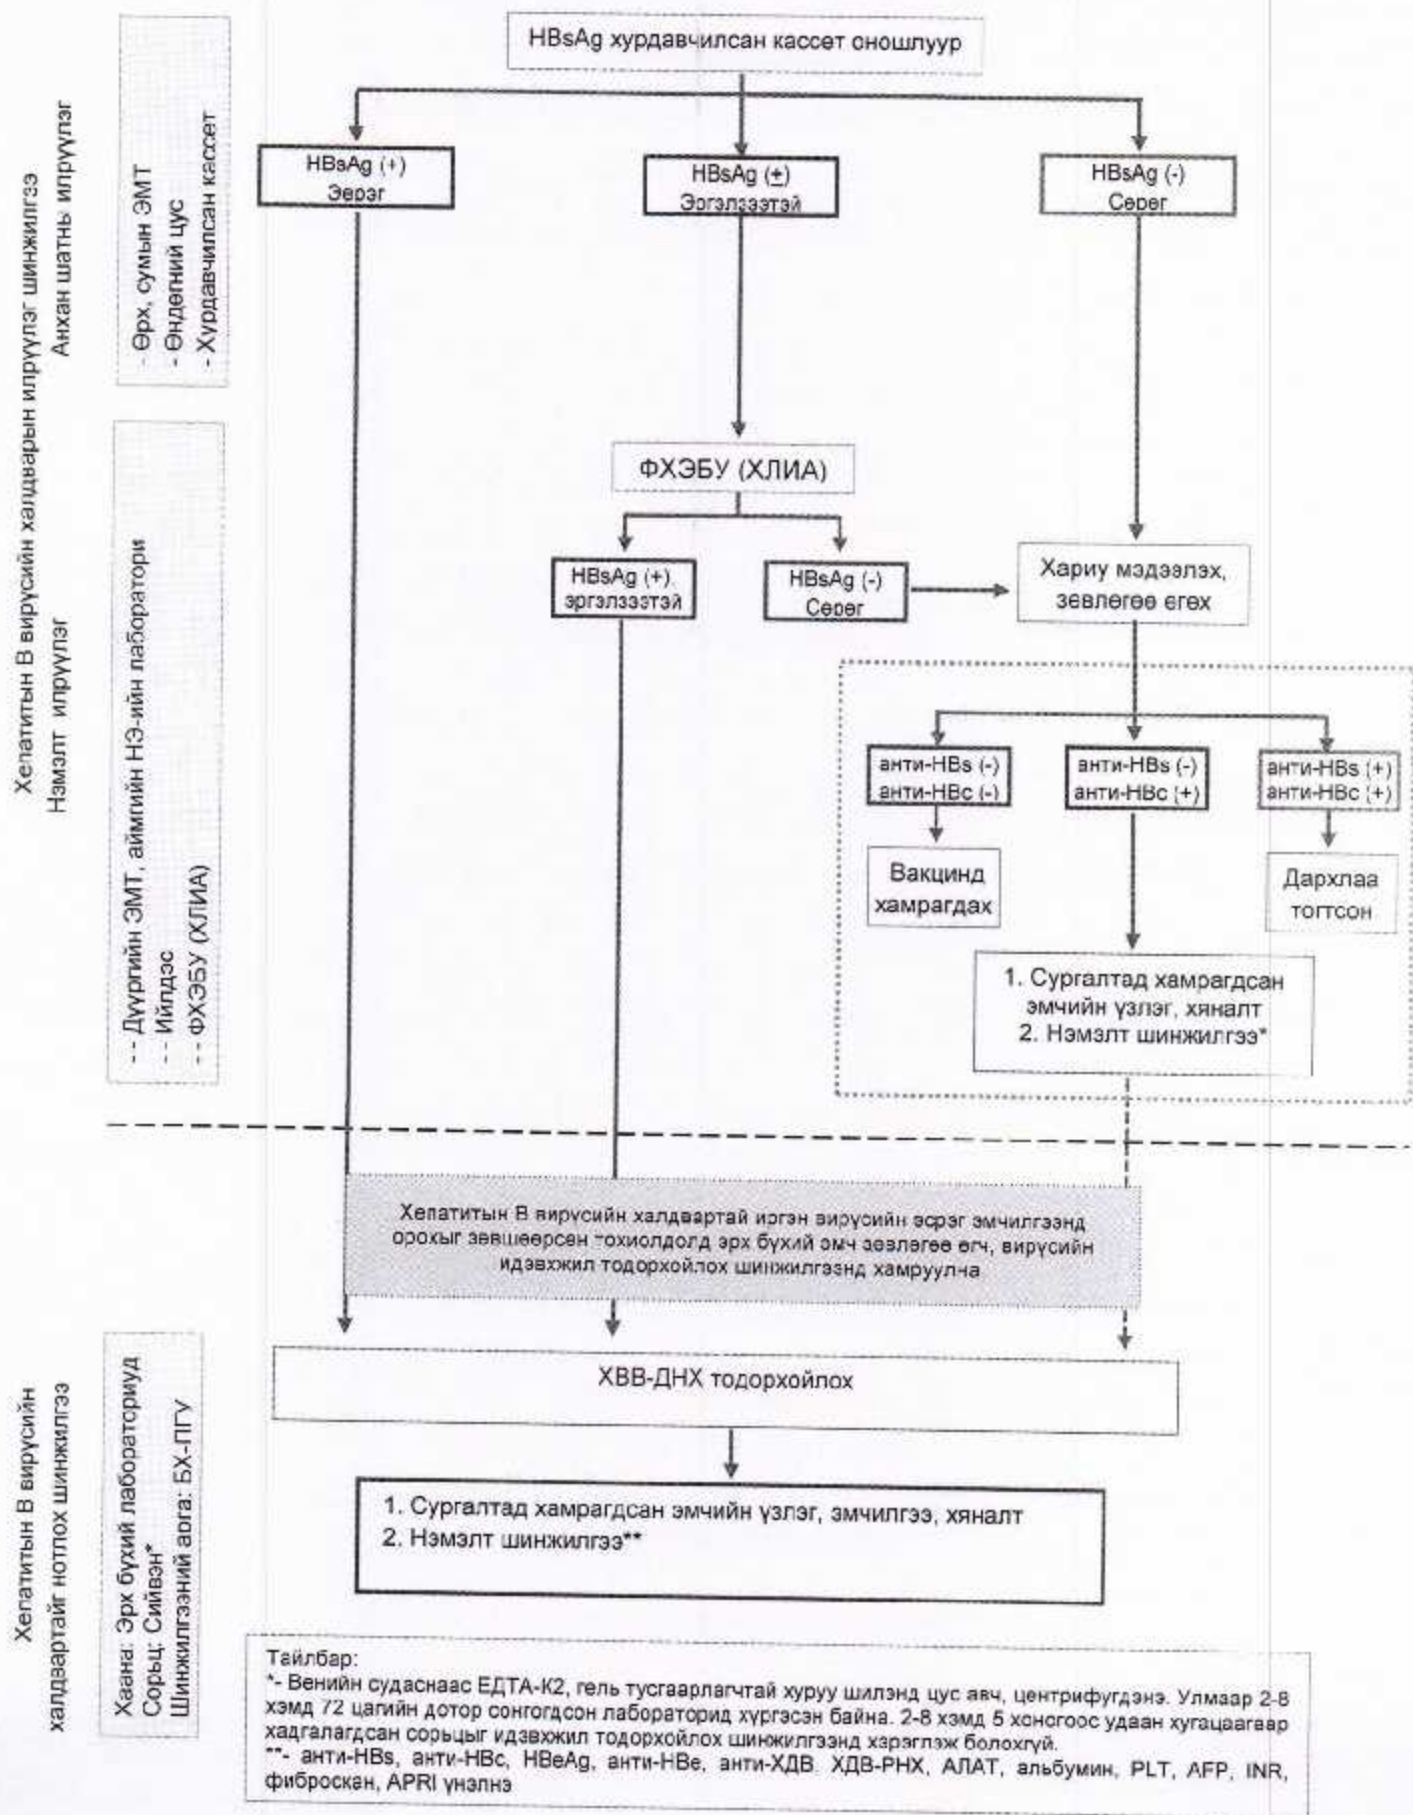 HBsAg хурдавчилсан кассет оношлуур
Хепатитын В вирүсийн халдварын илрүүлэг шинжилгээ
Анхан шатны илрүүлэг
- Өрх, сумын ЭМТ
- Өндөгний цус
- Хурдавчилсан кассет
HBsAg (+)
Эерэг
HBsAg (±)
Эргэлзээтэй
HBsAg (-)
Сөрөг
Нэмэлт илрүүлэг
-- Дүүргийн ЭМТ, аймгийн НЭ-ийн лаборатори
-- Ийлдэс
-- ФХЭБУ (ХЛИА)
ФХЭБУ (ХЛИА)
HBsAg (+),
эргэлзээтэй
HBsAg (-)
Сөрөг
Хариу мэдээлэх,
зөвлөгөө өгөх
анти-HBs (-)
анти-HBc (-)
анти-HBs (-)
анти-HBc (+)
анти-HBs (+)
анти-HBc (+)
Вакцинд
хамрагдах
Дархлаа
тогтсон
1. Сургалтад хамрагдсан
эмчийн үзлэг, хяналт
2. Нэмэлт шинжилгээ*
Хепатитын В вирүсийн халдвартай иргэн вирүсийн эсрэг эмчилгээнд
орохыг зөвшөөрсөн тохиолдолд эрх бүхий эмч зөвлөгөө өгч, вирүсийн
идэвхжил тодорхойлох шинжилгээнд хамруулна
Хепатитын В вирүсийн
халдвартайг нотлох шинжилгээ
Хаана: Эрх бүхий лабораториуд
Сорьц: Сийвэн*
Шинжилгээний арга: БХ-ПГУ
ХВВ-ДНХ тодорхойлох
1. Сургалтад хамрагдсан эмчийн үзлэг, эмчилгээ, хяналт
2. Нэмэлт шинжилгээ**
Тайлбар:
*- Венийн судаснаас ЕДТА-К2, гель тусгаарлагчтай хуруу шилэнд цус авч, центрифугдэнэ. Улмаар 2-8
хэмд 72 цагийн дотор сонгогдсон лабораторид хүргэсэн байна. 2-8 хэмд 5 хоногоос удаан хугацаагаар
хадгалагдсан сорьцыг идэвхжил тодорхойлох шинжилгээнд хэрэглэж болохгүй.
**- анти-HBs, анти-HBc, HBeAg, анти-HBe, анти-ХДВ, ХДВ-РНХ, АЛАТ, альбумин, PLT, AFP, INR,
фиброскан, APRI үнэлнэ